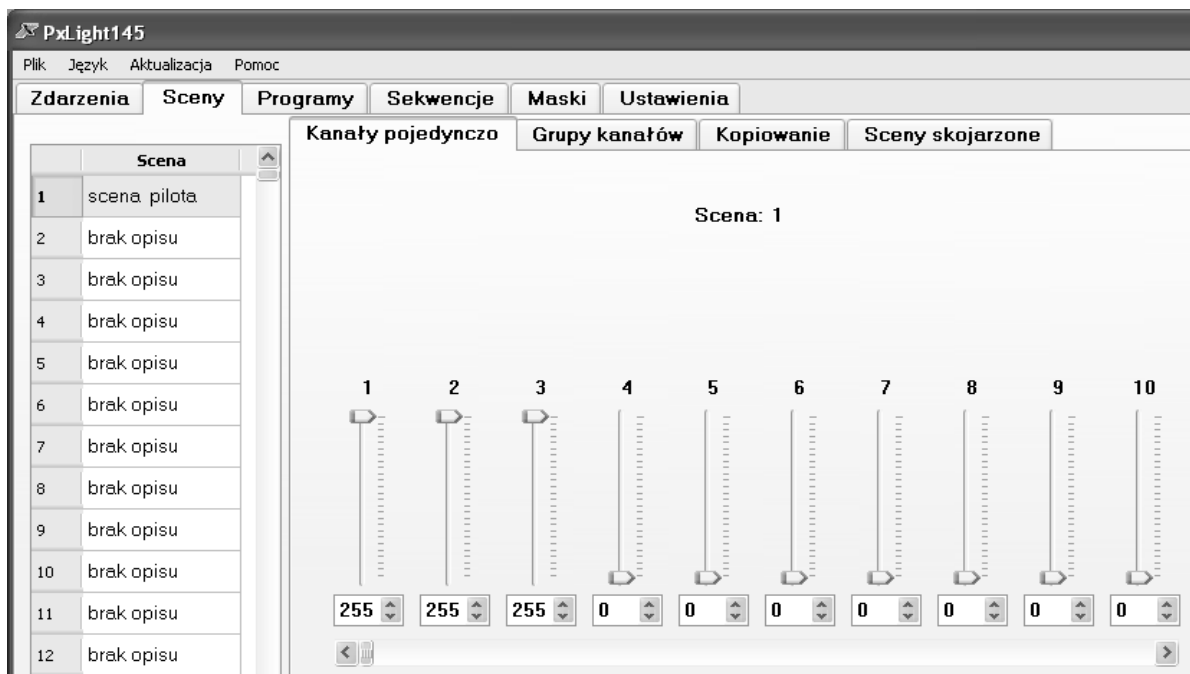 PxLight145
Plik Język Aktualizacja Pomoc
Zdarzenia Sceny Programy Sekwencje Maski Ustawienia
Kanały pojedynczo Grupy kanałów Kopiowanie Sceny skojarzone
Scena
1 scena pilota
2 brak opisu
3 brak opisu
4 brak opisu
5 brak opisu
6 brak opisu
7 brak opisu
8 brak opisu
9 brak opisu
10 brak opisu
11 brak opisu
12 brak opisu
Scena: 1
1 2 3 4 5 6 7 8 9 10
255 255 255 0 0 0 0 0 0 0